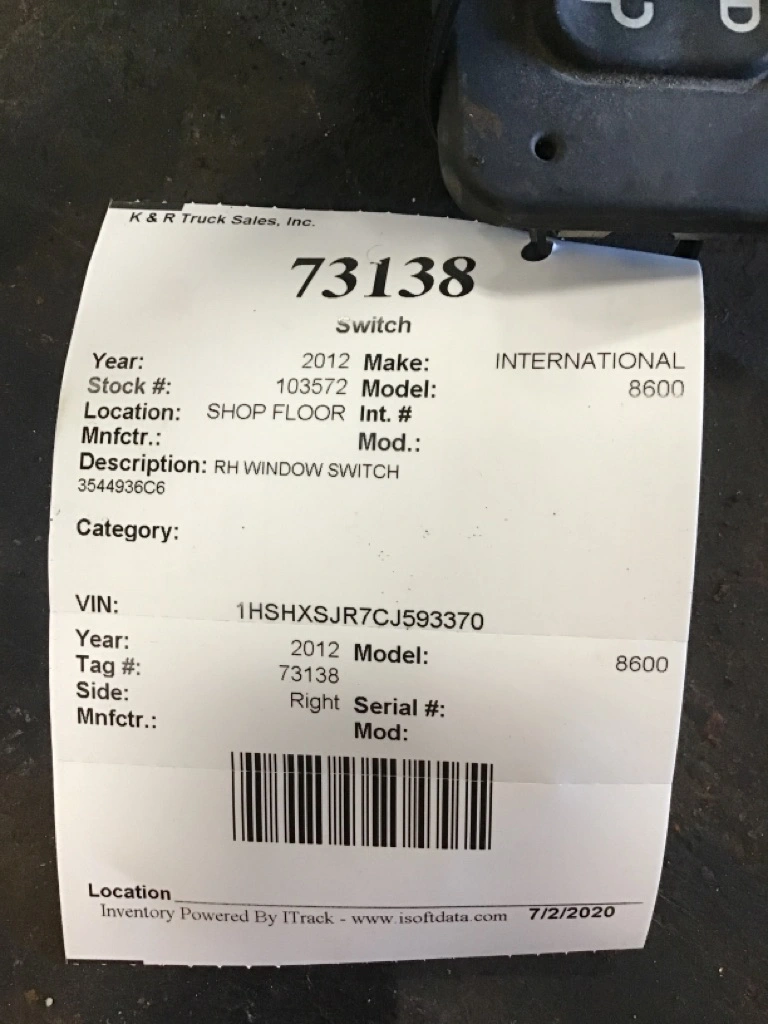 K & R Truck Sales, Inc.
73138
Switch
Year: 2012 Make: INTERNATIONAL
Stock #: 103572 Model: 8600
Location: SHOP FLOOR Int. #
Mnfctr.: Mod.:
Description: RH WINDOW SWITCH
3544936C6
Category:
VIN: 1HSHXSJR7CJ593370
Year: 2012 Model: 8600
Tag #: 73138
Side: Right Serial #:
Mnfctr.: Mod:
Location
Inventory Powered By ITrack - www.isoftdata.com 7/2/2020